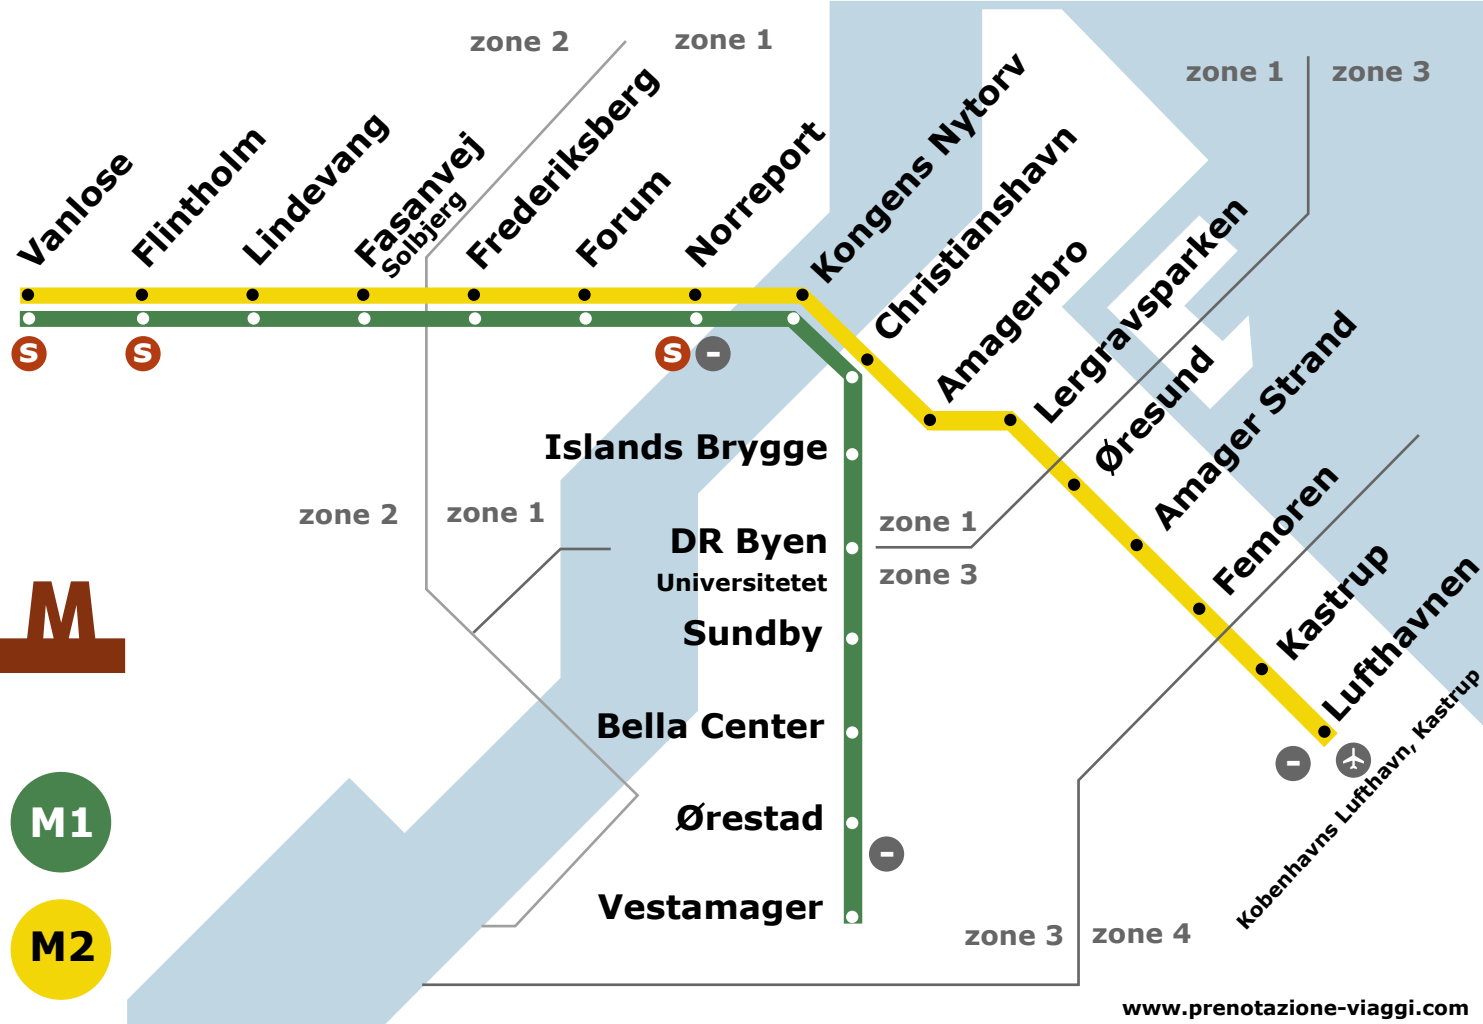 zone 2
zone 1
zone 1
zone 3
Vanlose
Flintholm
Lindevang
Fasanvej
Solbjerg
Frederiksberg
Forum
Norreport
Kongens Nytorv
Christianshavn
Amagerbro
Lergravsparken
Øresund
Amager Strand
Femoren
Kastrup
Lufthavnen
Kobenhavns Lufthavn, Kastrup
S
S
S
Islands Brygge
DR Byen
Universitetet
Sundby
Bella Center
Ørestad
Vestamager
zone 2
zone 1
zone 1
zone 3
zone 3
zone 4
M
M1
M2
www.prenotazione-viaggi.com